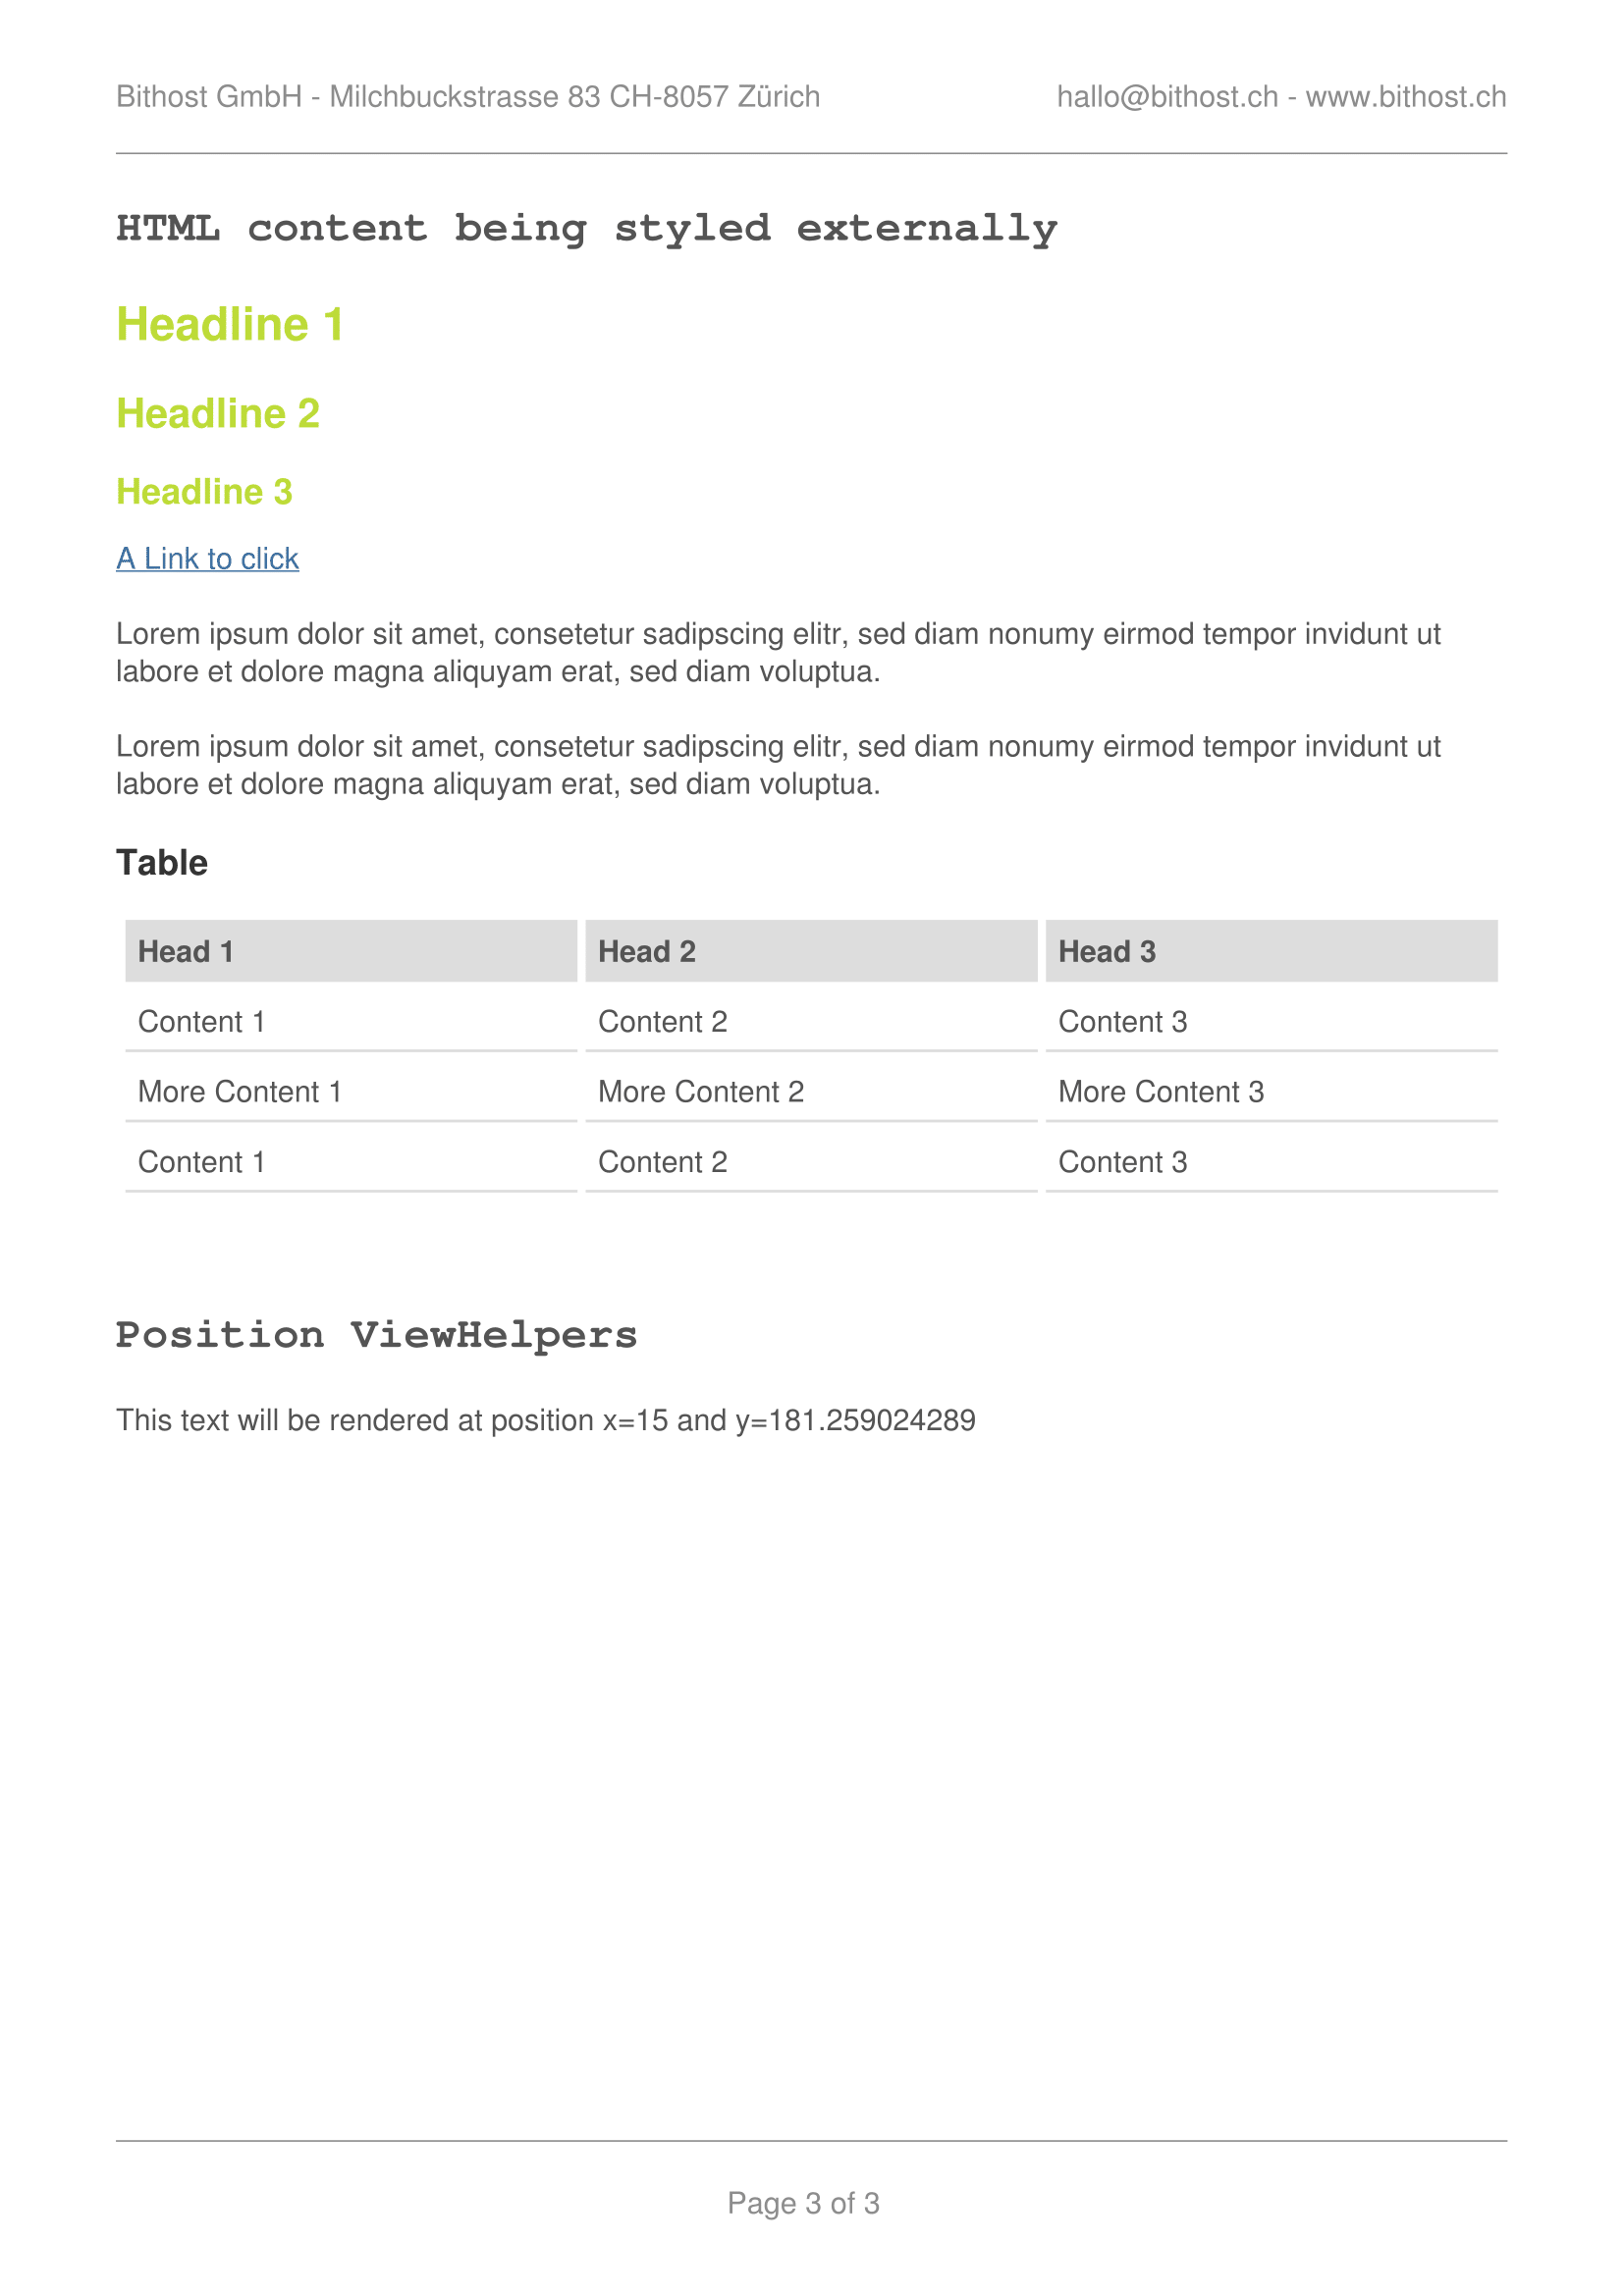 Bithost GmbH - Milchbuckstrasse 83 CH-8057 Zürich hallo@bithost.ch - www.bithost.ch
HTML content being styled externally
Headline 1
Headline 2
Headline 3
A Link to click
Lorem ipsum dolor sit amet, consetetur sadipscing elitr, sed diam nonumy eirmod tempor invidunt ut
labore et dolore magna aliquyam erat, sed diam voluptua.
Lorem ipsum dolor sit amet, consetetur sadipscing elitr, sed diam nonumy eirmod tempor invidunt ut
labore et dolore magna aliquyam erat, sed diam voluptua.
Table
Head 1 Head 2 Head 3
Content 1 Content 2 Content 3
More Content 1 More Content 2 More Content 3
Content 1 Content 2 Content 3
Position ViewHelpers
This text will be rendered at position x=15 and y=181.259024289
Page 3 of 3